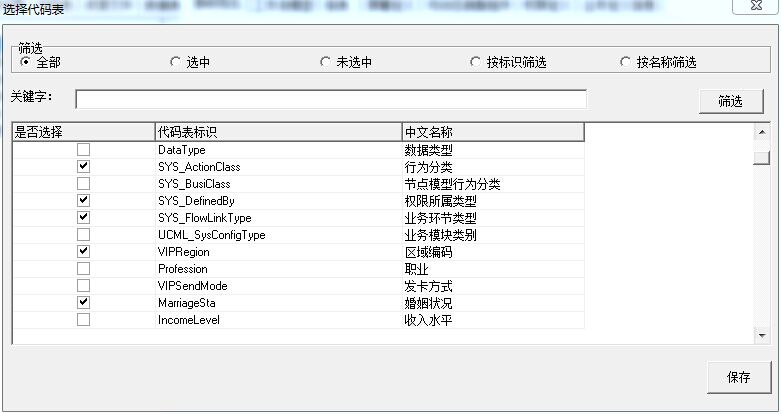 选择代码表
筛选
全部 选中 未选中 按标识筛选 按名称筛选
关键字: 筛选
是否选择 代码表标识 中文名称
DataType 数据类型
SYS_ActionClass 行为分类
SYS_BusiClass 节点模型行为分类
SYS_DefinedBy 权限所属类型
SYS_FlowLinkType 业务环节类型
UCML_SysConfigType 业务模块类别
VIPRegion 区域编码
Profession 职业
VIPSendMode 发卡方式
MarriageSta 婚姻状况
IncomeLevel 收入水平
保存